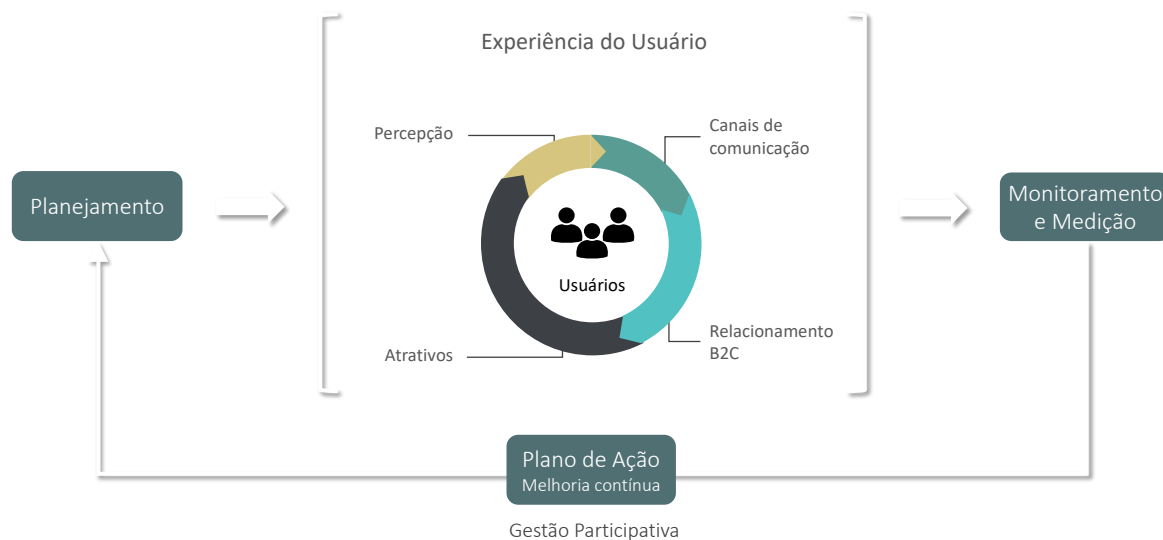 Experiência do Usuário
Percepção
Canais de
comunicação
Planejamento
Monitoramento
e Medição
Usuários
Atrativos
Relacionamento
B2C
Plano de Ação
Melhoria contínua
Gestão Participativa